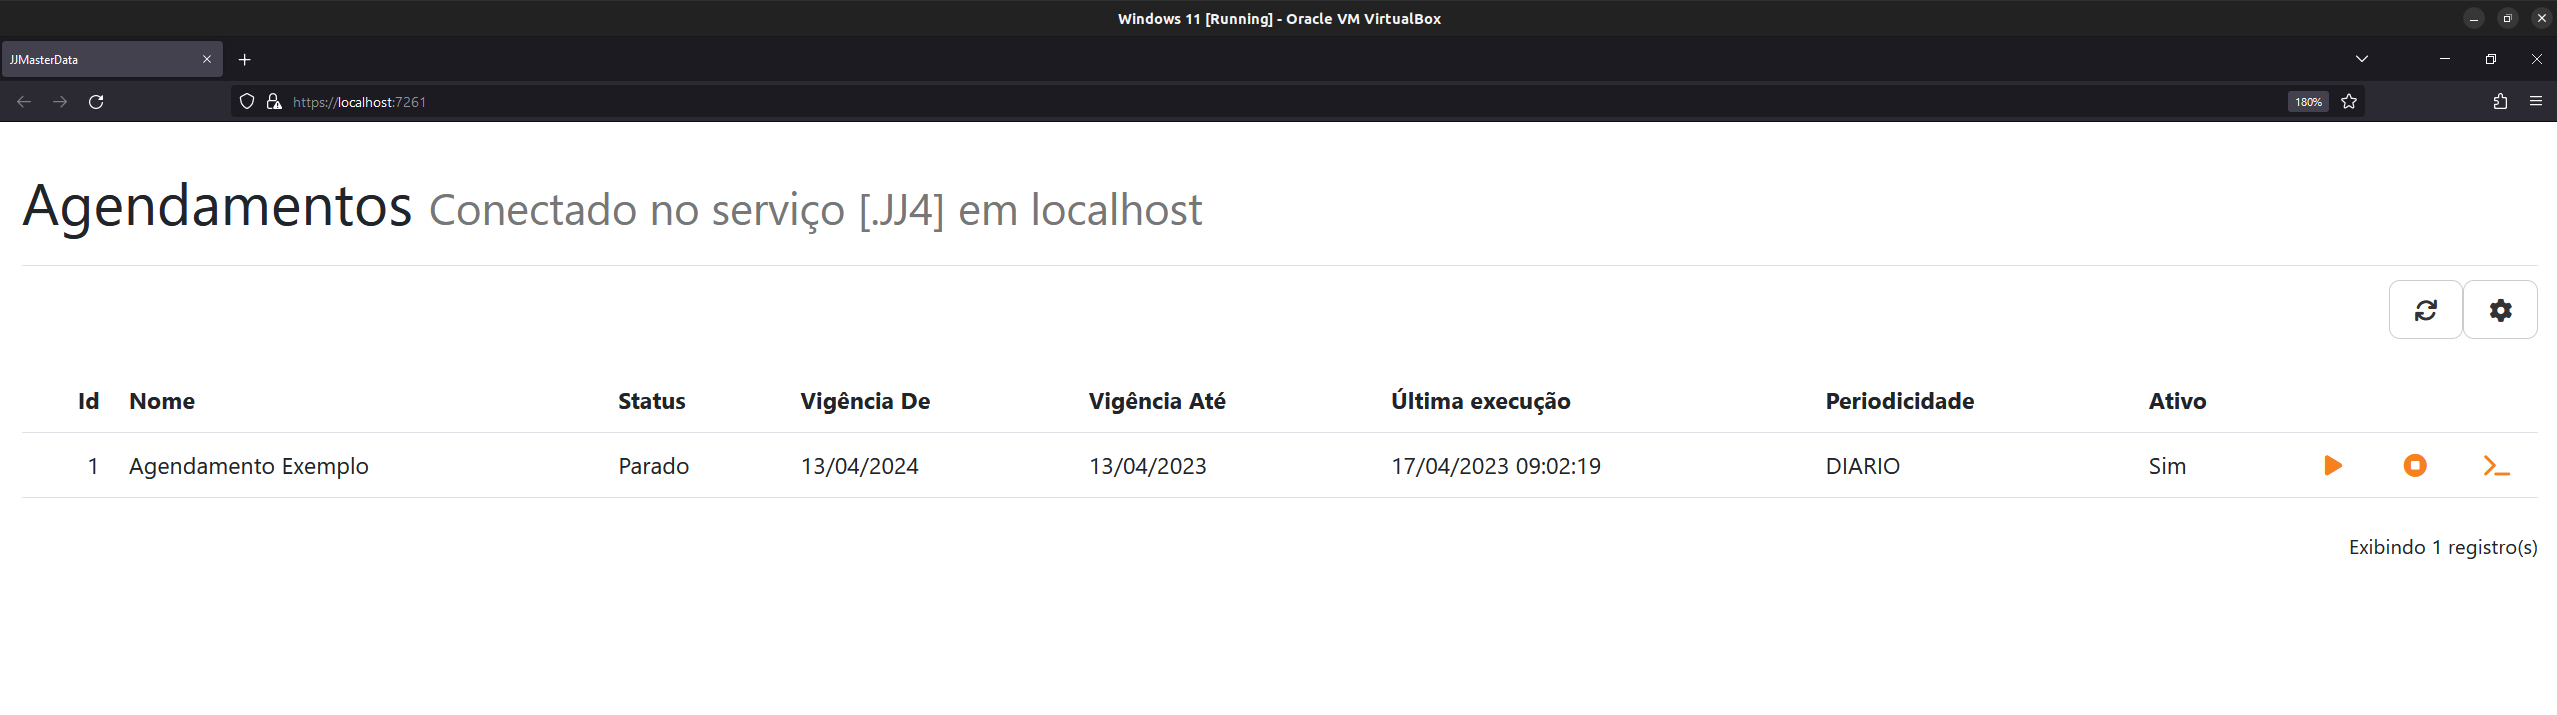 Windows 11 [Running] - Oracle VM VirtualBox
JJMasterData
https://localhost:7261
180%
Agendamentos Conectado no serviço [.JJ4] em localhost
Id Nome Status Vigência De Vigência Até Última execução Periodicidade Ativo
1 Agendamento Exemplo Parado 13/04/2024 13/04/2023 17/04/2023 09:02:19 DIARIO Sim
Exibindo 1 registro(s)